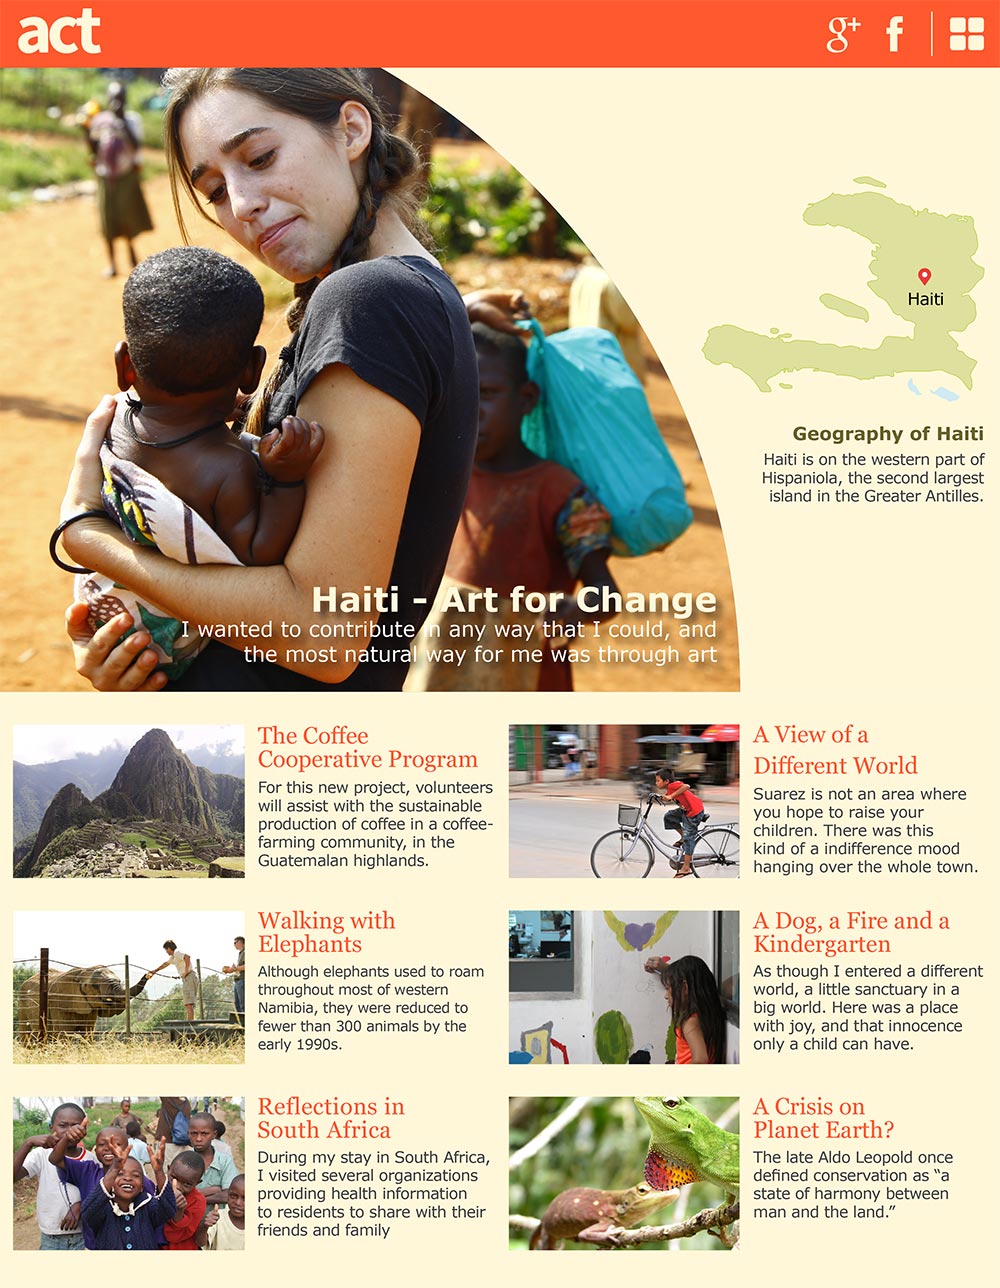 act
g+ f
Haiti
Geography of Haiti
Haiti is on the western part of
Hispaniola, the second largest
island in the Greater Antilles.
Haiti - Art for Change
I wanted to contribute in any way that I could, and
the most natural way for me was through art
The Coffee
Cooperative Program
For this new project, volunteers
will assist with the sustainable
production of coffee in a coffee-
farming community, in the
Guatemalan highlands.
A View of a
Different World
Suarez is not an area where
you hope to raise your
children. There was this
kind of a indifference mood
hanging over the whole town.
Walking with
Elephants
Although elephants used to roam
throughout most of western
Namibia, they were reduced to
fewer than 300 animals by the
early 1990s.
A Dog, a Fire and a
Kindergarten
As though I entered a different
world, a little sanctuary in a
big world. Here was a place
with joy, and that innocence
only a child can have.
Reflections in
South Africa
During my stay in South Africa,
I visited several organizations
providing health information
to residents to share with their
friends and family
A Crisis on
Planet Earth?
The late Aldo Leopold once
defined conservation as “a
state of harmony between
man and the land.”